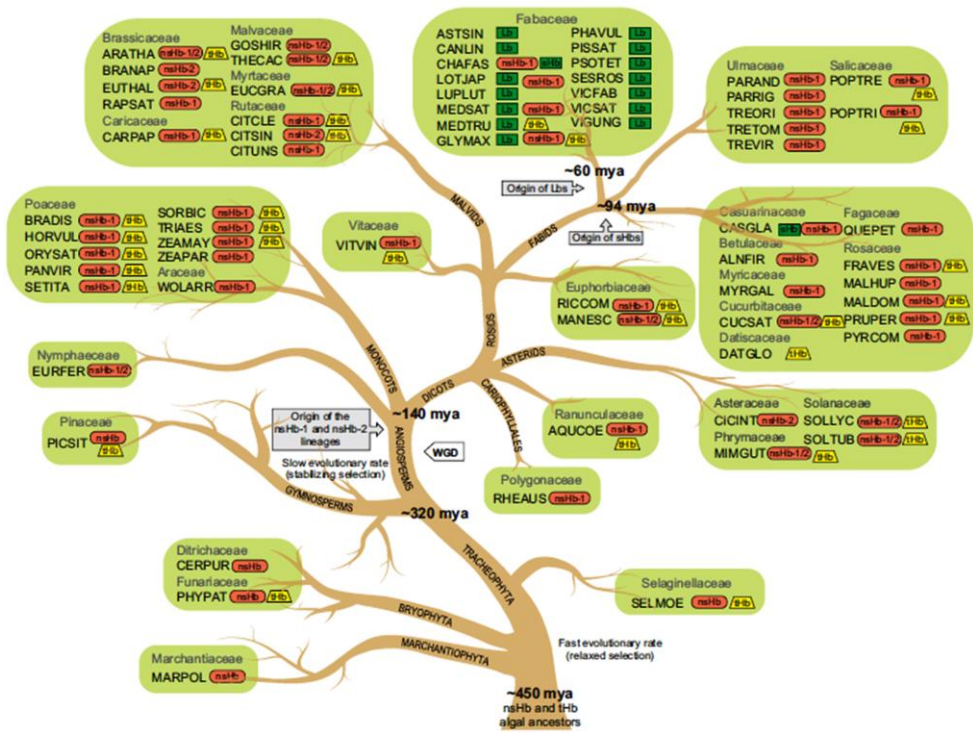 Brassicaceae
ARATHA nsHb-1/2 tHb
BRANAP nsHb-2
EUTHAL nsHb-2 tHb
RAPSAT nsHb-1
Caricaceae
CARPAP nsHb-1 tHb
Malvaceae
GOSHIR nsHb-1/2
THECAC nsHb-1/2 tHb
Myrtaceae
EUCGRA nsHb-1/2 tHb
Rutaceae
CITCLE nsHb-1 tHb
CITSIN nsHb-2 tHb
CITUNS nsHb-1
Fabaceae
ASTSIN Lb
CANLIN Lb
CHAFAS nsHb-1 sHb
LOTJAP Lb nsHb-1
LUPLUT Lb
MEDSAT Lb nsHb-1
MEDTRU Lb tHb
GLYMAX Lb nsHb-1 tHb
PHAVUL Lb
PISSAT Lb
PSOTET Lb
SESROS Lb
VICFAB Lb
VICSAT Lb
VIGUNG Lb
Ulmaceae
PARAND nsHb-1
PARRIG nsHb-1
TREORI nsHb-1
TRETOM nsHb-1
TREVIR nsHb-1
Salicaceae
POPTRE nsHb-1
tHb
POPTRI nsHb-1
tHb
~60 mya
Origin of Lbs
~94 mya
Origin of sHbs
MALVIDS
FABIDS
Poaceae
BRADIS nsHb-1 tHb
HORVUL nsHb-1 tHb
ORYSAT nsHb-1 tHb
PANVIR nsHb-1 tHb
SETITA nsHb-1 tHb
SORBIC nsHb-1 tHb
TRIAES nsHb-1 tHb
ZEAMAY nsHb-1 tHb
ZEAPAR nsHb-1
Araceae
WOLARR nsHb-1
Vitaceae
VITVIN nsHb-1
tHb
Euphorbiaceae
RICCOM nsHb-1 tHb
MANESC nsHb-1/2 tHb
Casuarinaceae
CASGLA sHb nsHb-1
Betulaceae
ALNFIR nsHb-1
Myricaceae
MYRGAL nsHb-1
Cucurbitaceae
CUCSAT nsHb-1/2 tHb
Datiscaceae
DATGLO tHb
Fagaceae
QUEPET nsHb-1
Rosaceae
FRAVES nsHb-1 tHb
MALHUP nsHb-1
MALDOM nsHb-1 tHb
PRUPER nsHb-1 tHb
PYRCOM nsHb-1
ROSIDS
ASTERIDS
MONOCOTS
DICOTS
CARIOPHYLLALES
Nymphaeceae
EURFER nsHb-1/2
Pinaceae
PICSIT nsHb
tHb
Origin of the
nsHb-1 and nsHb-2
lineages
~140 mya
ANGIOSPERMS
WGD
Slow evolutionary rate
(stabilizing selection)
GYMNOSPERMS
~320 mya
Ranunculaceae
AQUCOE nsHb-1
tHb
Polygonaceae
RHEAUS nsHb-1
Asteraceae
CICINT nsHb-2
Phrymaceae
MIMGUT nsHb-1/2 tHb
Solanaceae
SOLLYC nsHb-1/2 tHb
SOLTUB nsHb-1/2 tHb
TRACHEOPHYTA
Ditrichaceae
CERPUR nsHb
Funariaceae
PHYPAT nsHb tHb
BRYOPHYTA
Selaginellaceae
SELMOE nsHb tHb
Marchantiaceae
MARPOL nsHb
MARCHANTIOPHYTA
Fast evolutionary rate
(relaxed selection)
~450 mya
nsHb and tHb
algal ancestors